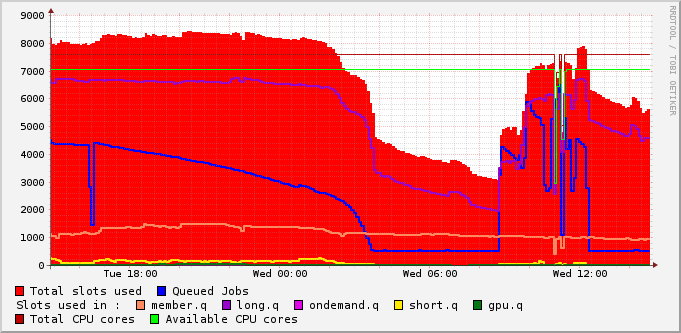 9000
8000
7000
6000
5000
4000
3000
2000
1000
0
Tue 18:00 Wed 00:00 Wed 06:00 Wed 12:00
Total slots used Queued Jobs
Slots used in : member.q long.q ondemand.q short.q gpu.q
Total CPU cores Available CPU cores
RRDTOOL / TOBI OETIKER